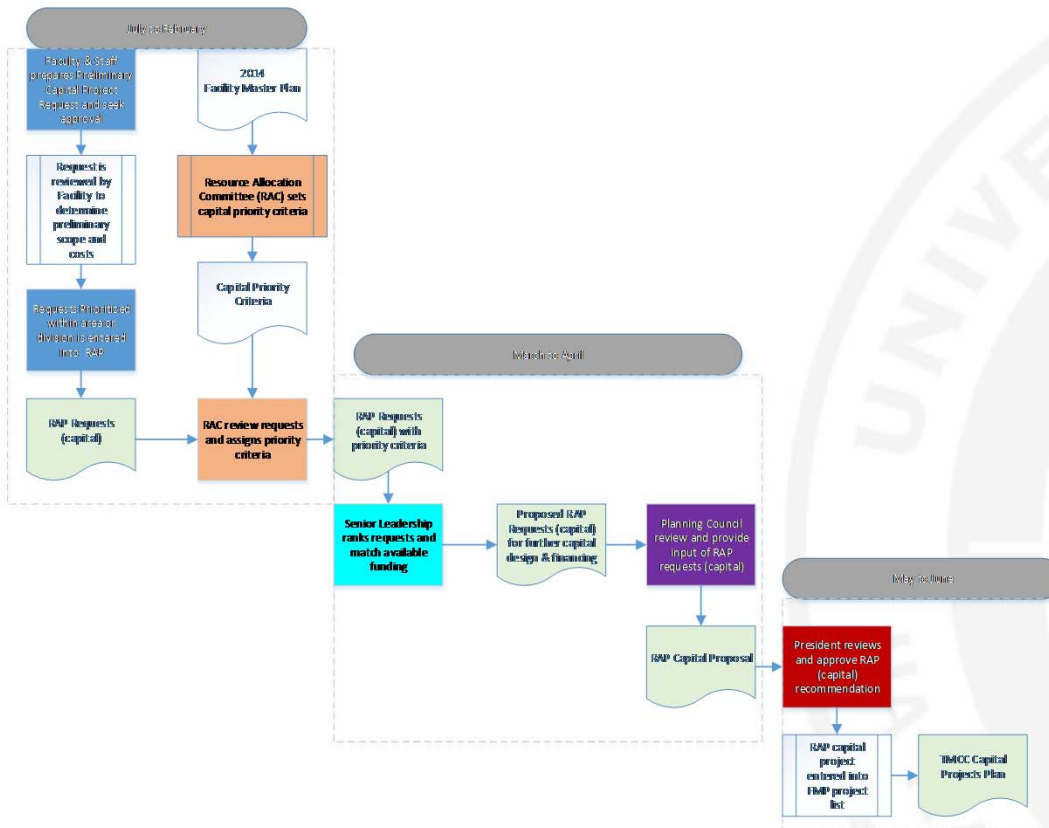 July to February
Faculty & Staff
prepares Preliminary
Capital Project
Request and seek
approval
2014
Facility Master Plan
Request is
reviewed by
Facility to
determine
preliminary
scope and
costs
Resource Allocation
Committee (RAC) sets
capital priority criteria
Requests Prioritized
within area or
division is entered
into RAP
Capital Priority
Criteria
RAP Requests
(capital)
RAC review requests
and assigns priority
criteria
March to April
RAP Requests
(capital) with
priority criteria
Senior Leadership
ranks requests and
match available
funding
Proposed RAP
Requests (capital)
for further capital
design & financing
Planning Council
review and provide
input of RAP
requests (capital)
RAP Capital Proposal
May to June
President reviews
and approve RAP
(capital)
recommendation
RAP capital
project
entered into
FMP project
list
TMCC Capital
Projects Plan
UNIVE